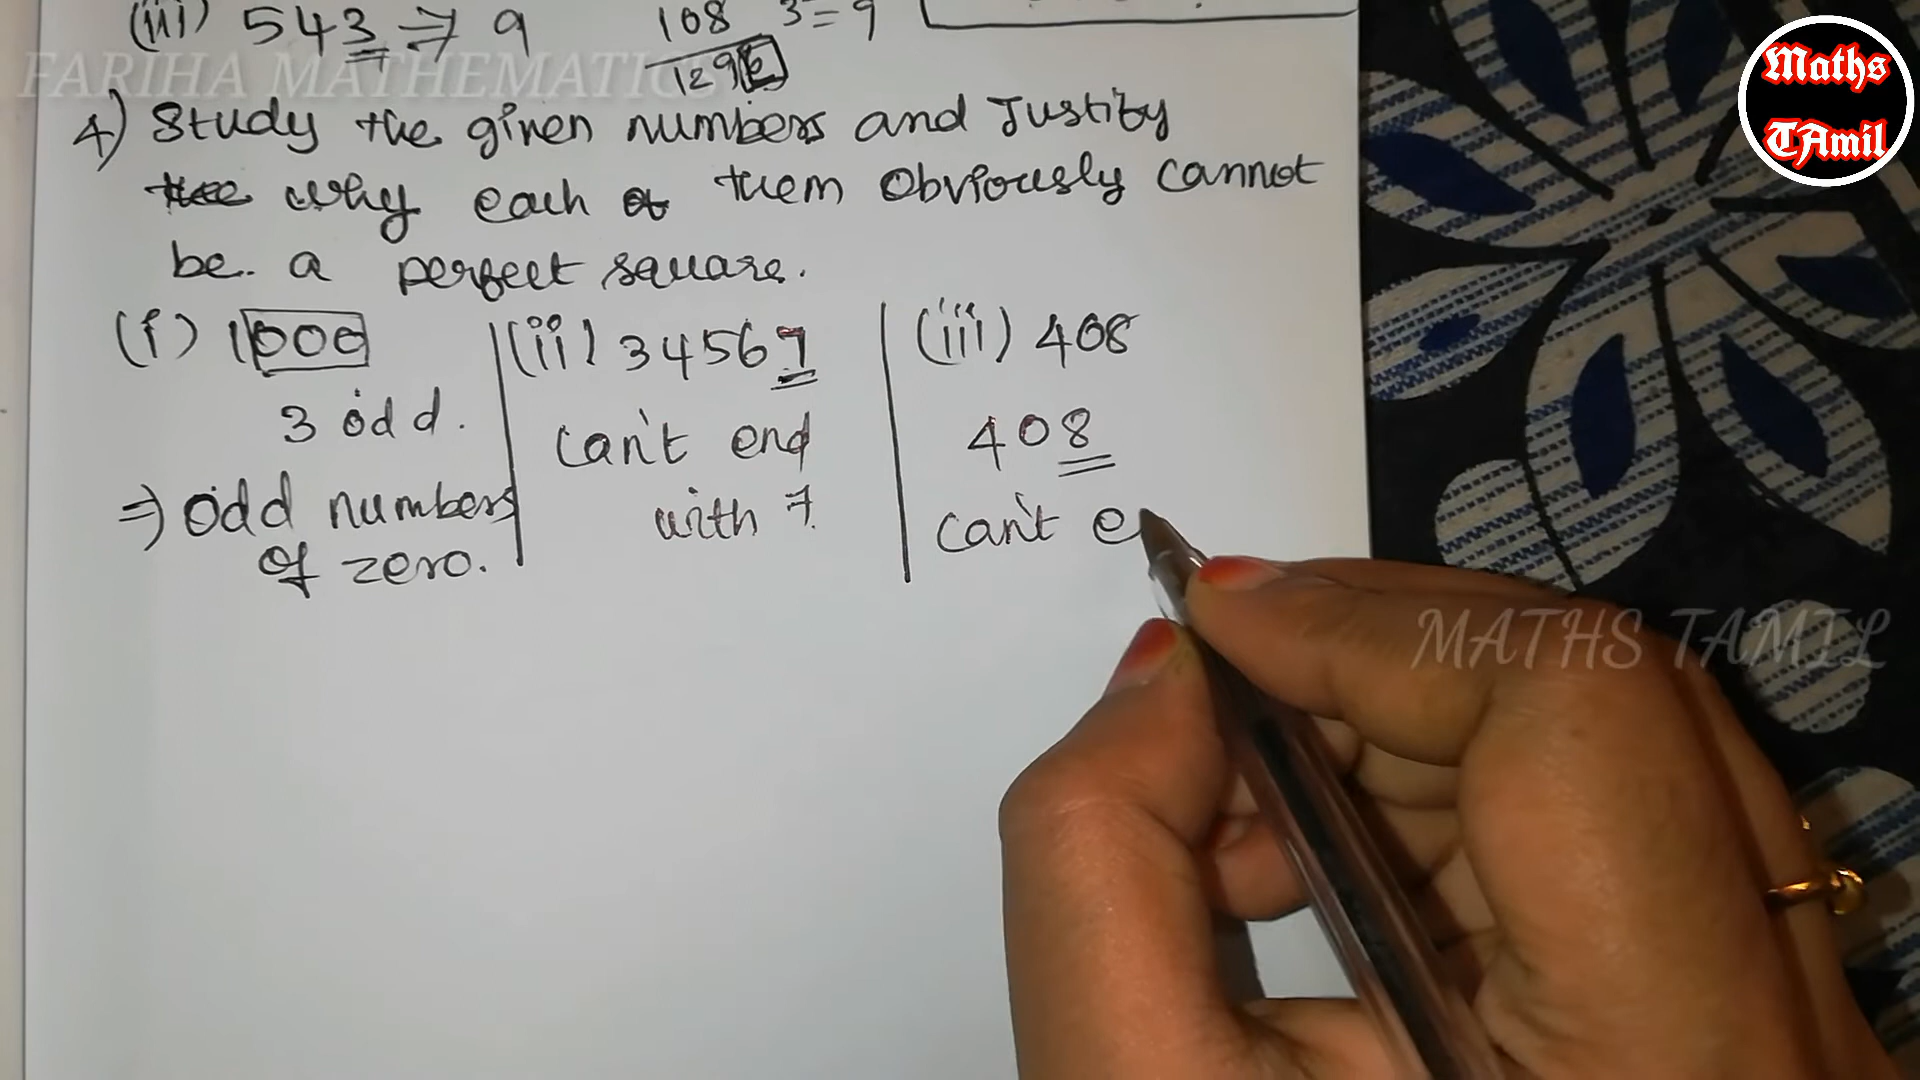 (iii) 543 ⇒ 9
108
3² = 9
1296
FARIHA MATHEMATICS
4) Study the given numbers and Justify
the why each of them obviously cannot
be. a perfect square.
(i) 1000
3 odd.
⇒ odd numbers
of zero.
(ii) 34567
can't end
with 7.
(iii) 408
408
can't e
Maths
TAmil
MATHS TAMIL